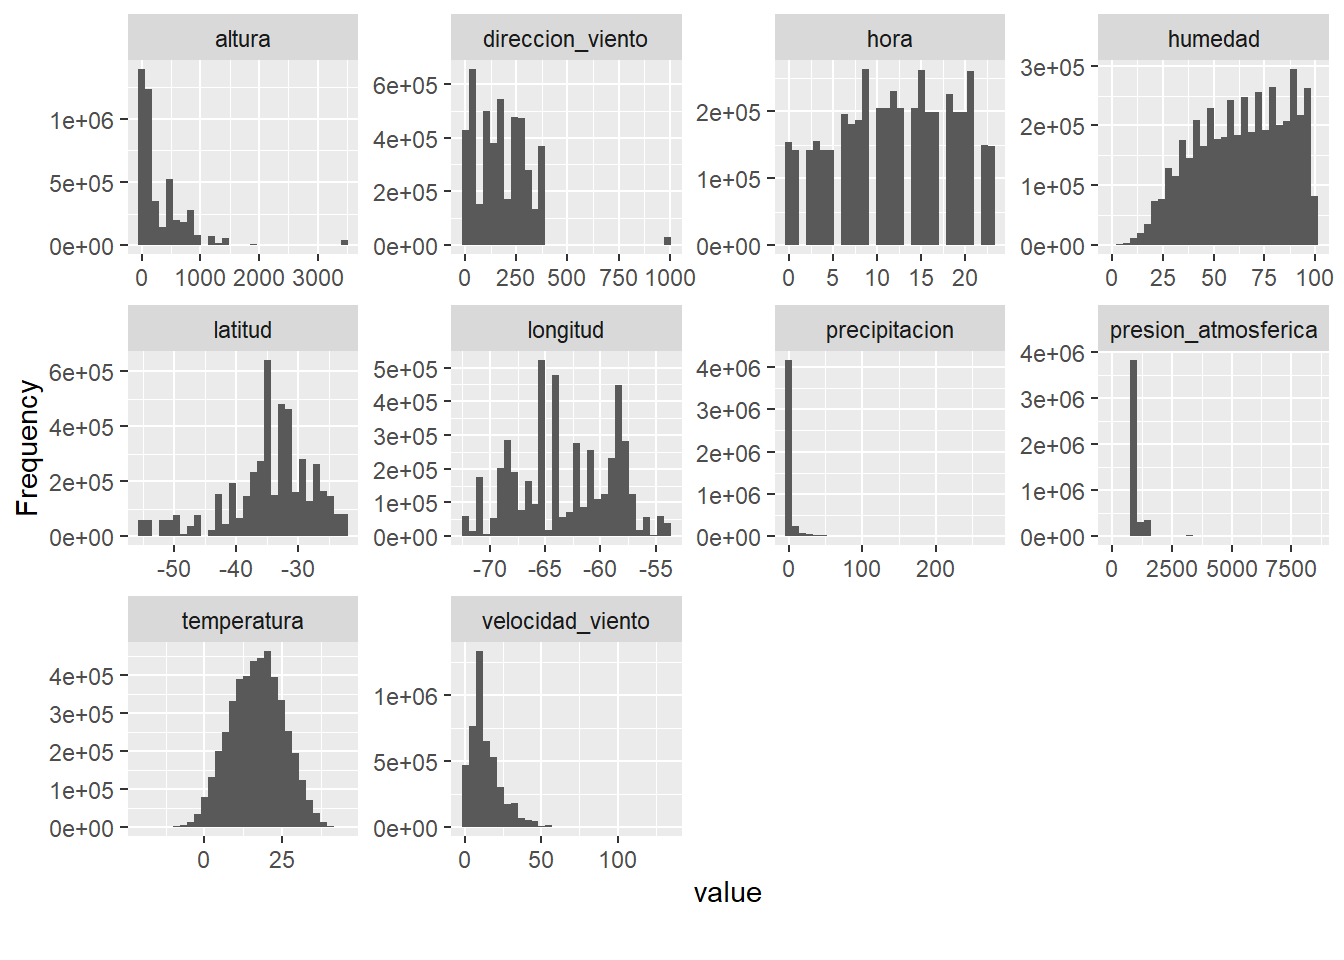 altura
1e+06
5e+05
0e+00
0 1000 2000 3000
direccion_viento
6e+05
4e+05
2e+05
0e+00
0 250 500 750 1000
hora
2e+05
1e+05
0e+00
0 5 10 15 20
humedad
3e+05
2e+05
1e+05
0e+00
0 25 50 75 100
latitud
6e+05
4e+05
2e+05
0e+00
-50 -40 -30
longitud
5e+05
4e+05
3e+05
2e+05
1e+05
0e+00
-70 -65 -60 -55
precipitacion
4e+06
3e+06
2e+06
1e+06
0e+00
0 100 200
presion_atmosferica
4e+06
3e+06
2e+06
1e+06
0e+00
0 2500 5000 7500
temperatura
4e+05
3e+05
2e+05
1e+05
0e+00
0 25
velocidad_viento
1e+06
5e+05
0e+00
0 50 100
Frequency
value